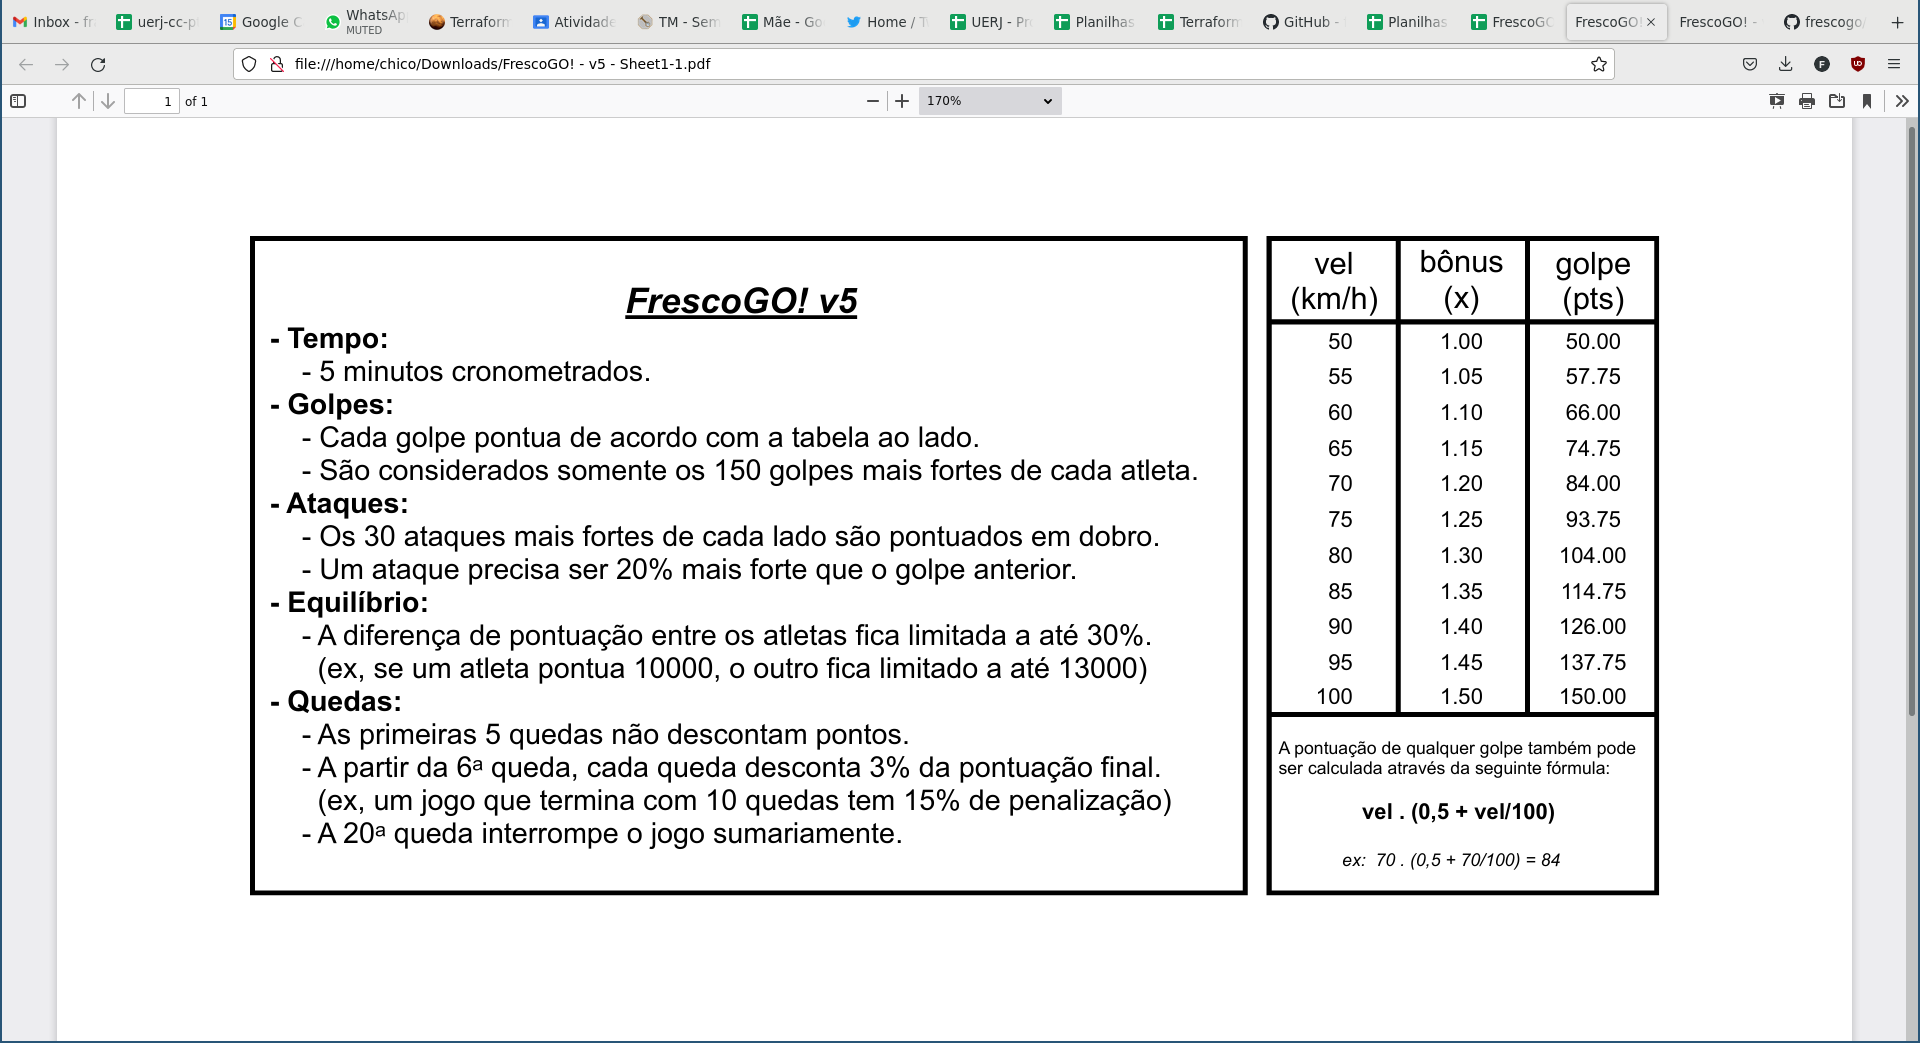 Inbox - fr
uerj-cc-p
Google C
WhatsAp
MUTED
Terraform
Atividade
TM - Sem
Mãe - Go
Home / T
UERJ - Pr
Planilhas
Terraform
GitHub -
Planilhas
FrescoGO
FrescoGO!
FrescoGO! -
frescogo/
file:///home/chico/Downloads/FrescoGO! - v5 - Sheet1-1.pdf
1 of 1
170%
FrescoGO! v5
- Tempo:
- 5 minutos cronometrados.
- Golpes:
- Cada golpe pontua de acordo com a tabela ao lado.
- São considerados somente os 150 golpes mais fortes de cada atleta.
- Ataques:
- Os 30 ataques mais fortes de cada lado são pontuados em dobro.
- Um ataque precisa ser 20% mais forte que o golpe anterior.
- Equilíbrio:
- A diferença de pontuação entre os atletas fica limitada a até 30%.
(ex, se um atleta pontua 10000, o outro fica limitado a até 13000)
- Quedas:
- As primeiras 5 quedas não descontam pontos.
- A partir da 6ª queda, cada queda desconta 3% da pontuação final.
(ex, um jogo que termina com 10 quedas tem 15% de penalização)
- A 20ª queda interrompe o jogo sumariamente.
vel bônus golpe
(km/h) (x) (pts)
50 1.00 50.00
55 1.05 57.75
60 1.10 66.00
65 1.15 74.75
70 1.20 84.00
75 1.25 93.75
80 1.30 104.00
85 1.35 114.75
90 1.40 126.00
95 1.45 137.75
100 1.50 150.00
A pontuação de qualquer golpe também pode
ser calculada através da seguinte fórmula:
vel . (0,5 + vel/100)
ex: 70 . (0,5 + 70/100) = 84